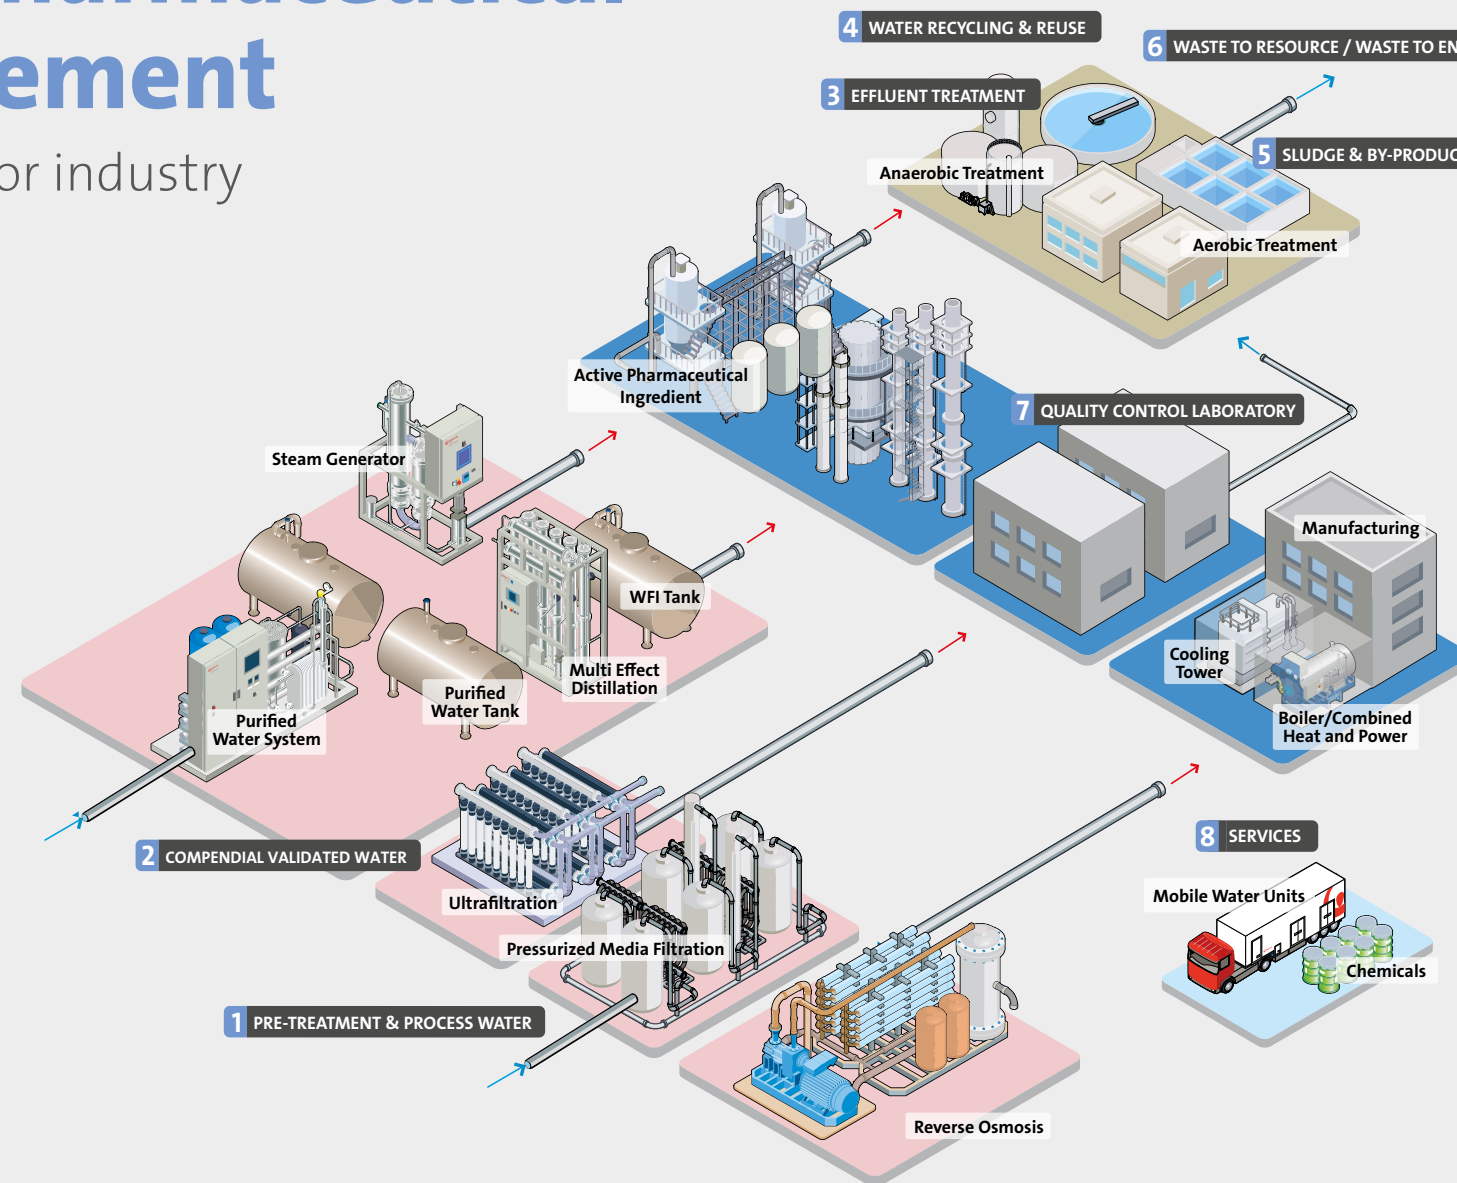 ement
or industry
4 WATER RECYCLING & REUSE
6 WASTE TO RESOURCE / WASTE TO EN
3 EFFLUENT TREATMENT
5 SLUDGE & BY-PRODUC
Anaerobic Treatment
Aerobic Treatment
Active Pharmaceutical
Ingredient
7 QUALITY CONTROL LABORATORY
Steam Generator
Manufacturing
WFI Tank
Cooling
Tower
Multi Effect
Distillation
Purified
Water Tank
Purified
Water System
Boiler/Combined
Heat and Power
2 COMPENDIAL VALIDATED WATER
8 SERVICES
Ultrafiltration
Mobile Water Units
Pressurized Media Filtration
Chemicals
1 PRE-TREATMENT & PROCESS WATER
Reverse Osmosis